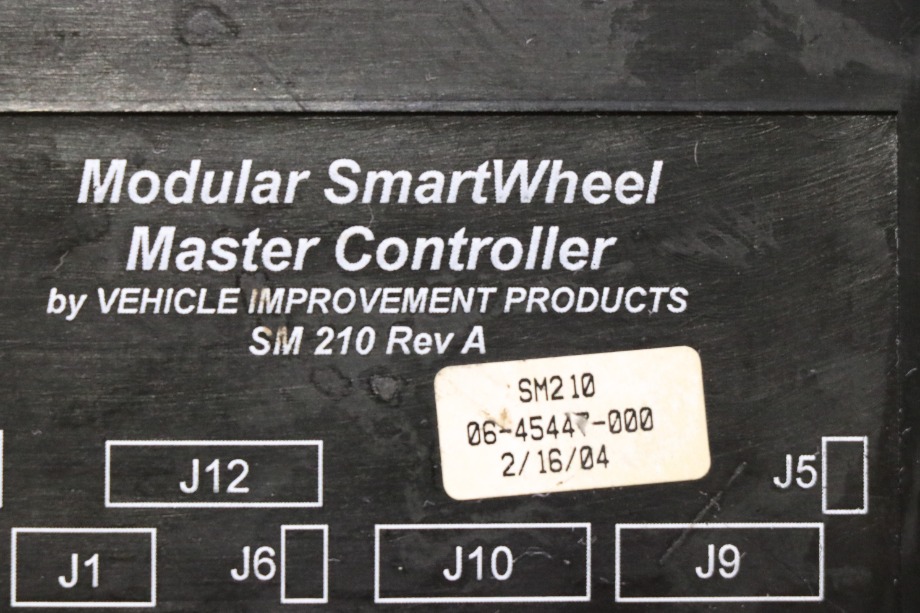 Modular SmartWheel
Master Controller
by VEHICLE IMPROVEMENT PRODUCTS
SM 210 Rev A
SM210
06-45447-000
2/16/04
J12
J5
J1
J6
J10
J9